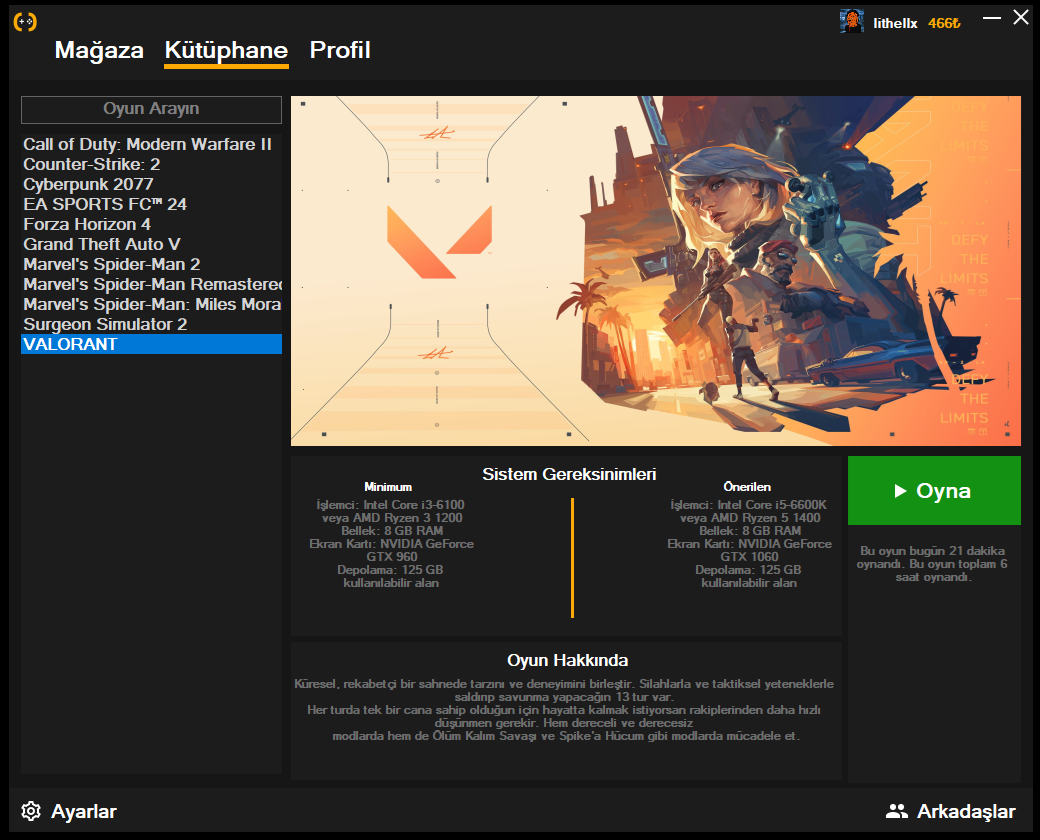 lithellx 466₺
Mağaza Kütüphane Profil
Oyun Arayın
Call of Duty: Modern Warfare II
Counter-Strike: 2
Cyberpunk 2077
EA SPORTS FC™ 24
Forza Horizon 4
Grand Theft Auto V
Marvel's Spider-Man 2
Marvel's Spider-Man Remastered
Marvel's Spider-Man: Miles Mora
Surgeon Simulator 2
VALORANT
DEFY
THE
LIMITS
DEFY
THE
LIMITS
DEFY
THE
LIMITS
Sistem Gereksinimleri
Minimum
İşlemci: Intel Core i3-6100
veya AMD Ryzen 3 1200
Bellek: 8 GB RAM
Ekran Kartı: NVIDIA GeForce
GTX 960
Depolama: 125 GB
kullanılabilir alan
Önerilen
İşlemci: Intel Core i5-6600K
veya AMD Ryzen 5 1400
Bellek: 8 GB RAM
Ekran Kartı: NVIDIA GeForce
GTX 1060
Depolama: 125 GB
kullanılabilir alan
Oyna
Bu oyun bugün 21 dakika
oynandı. Bu oyun toplam 6
saat oynandı.
Oyun Hakkında
Küresel, rekabetçi bir sahnede tarzını ve deneyimini birleştir. Silahlarla ve taktiksel yeteneklerle
saldırıp savunma yapacağın 13 tur var.
Her turda tek bir cana sahip olduğun için hayatta kalmak istiyorsan rakiplerinden daha hızlı
düşünmen gerekir. Hem dereceli ve derecesiz
modlarda hem de Ölüm Kalım Savaşı ve Spike'a Hücum gibi modlarda mücadele et.
Ayarlar
Arkadaşlar